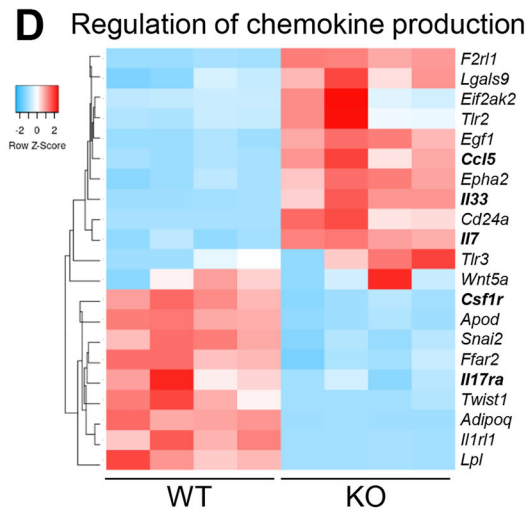 D Regulation of chemokine production
-2 0 2
Row Z-Score
F2rl1
Lgals9
Eif2ak2
Tlr2
Egf1
Ccl5
Epha2
Il33
Cd24a
Il7
Tlr3
Wnt5a
Csf1r
Apod
Snai2
Ffar2
Il17ra
Twist1
Adipoq
Il1rl1
Lpl
WT KO